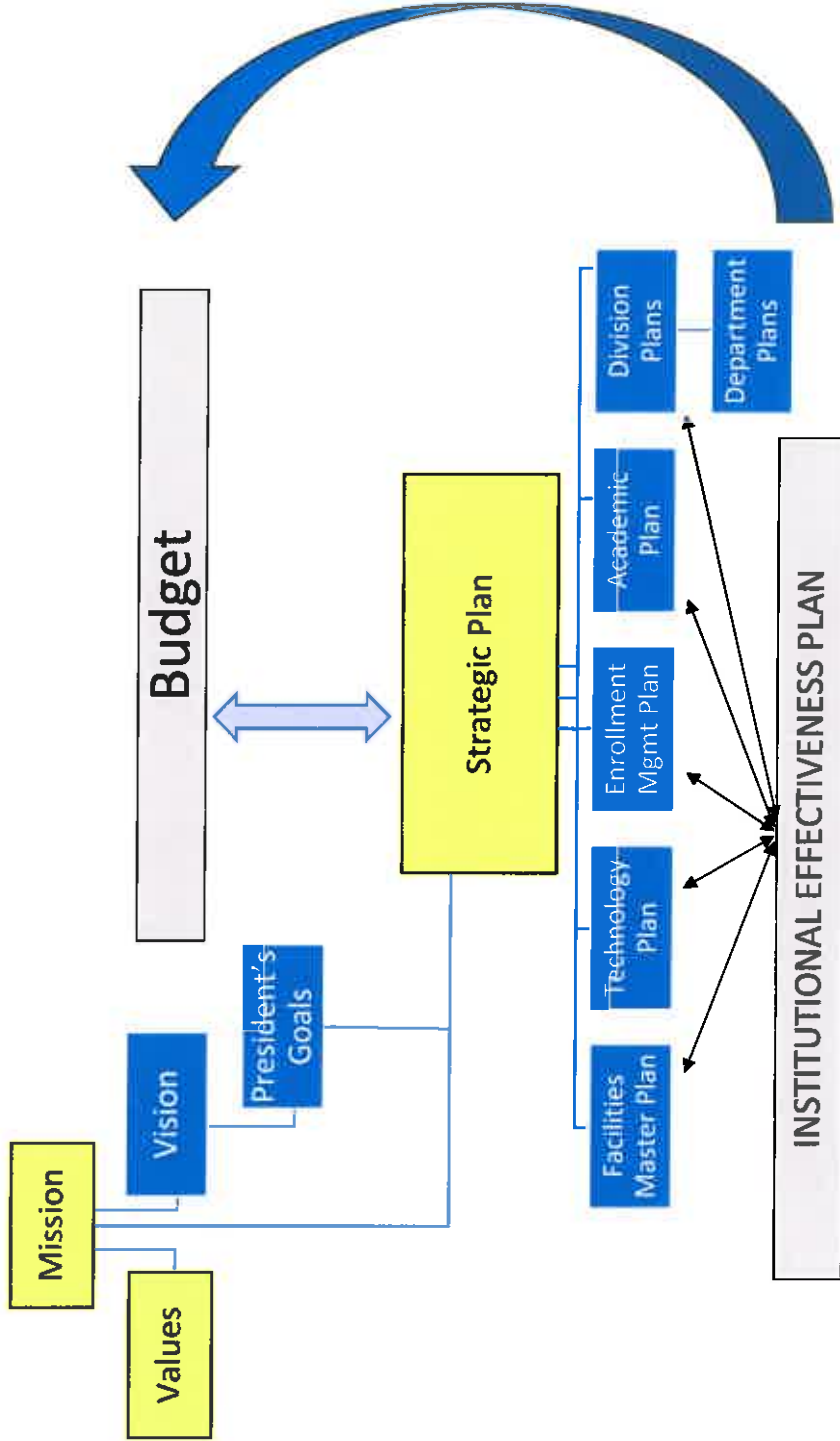 Mission
Values
Vision
President's
Goals
Budget
Strategic Plan
Facilities
Master Plan
Technology
Plan
Enrollment
Mgmt Plan
Academic
Plan
Division
Plans
Department
Plans
INSTITUTIONAL EFFECTIVENESS PLAN